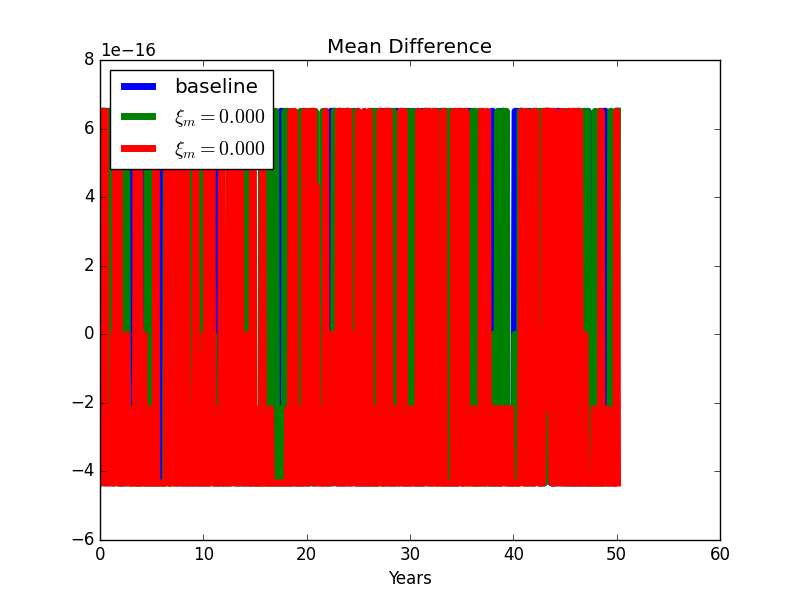 Mean Difference
1e−16
8
6
4
2
0
−2
−4
−6
baseline
ξₘ = 0.000
ξₘ = 0.000
0 10 20 30 40 50 60
Years